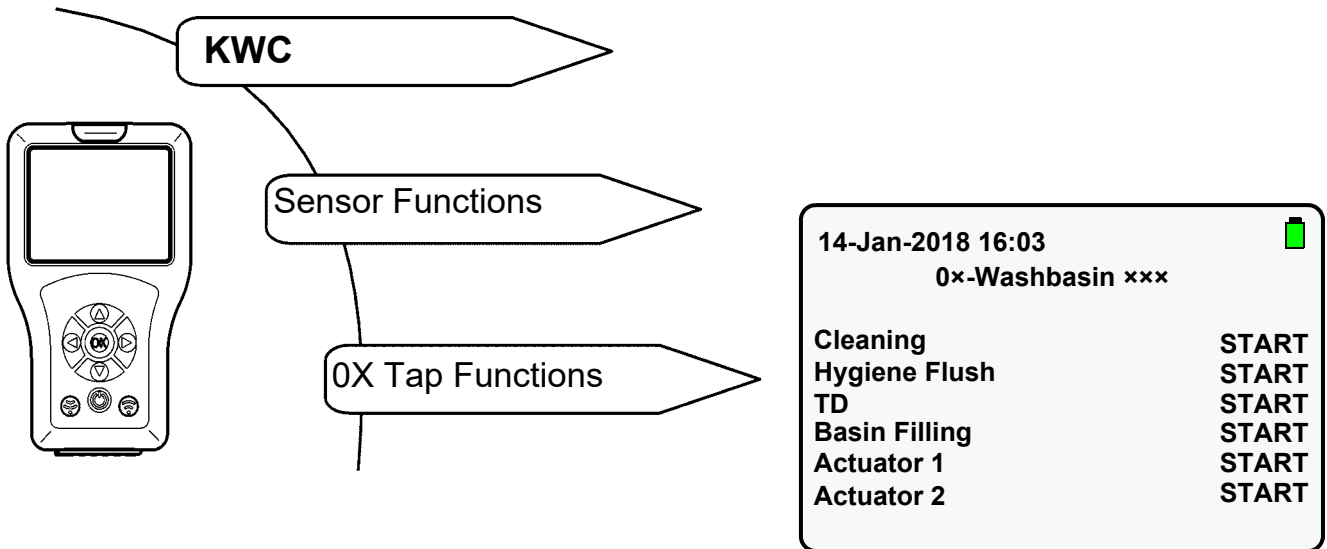 KWC
Sensor Functions
0X Tap Functions
OK
14-Jan-2018 16:03
0×-Washbasin ×××
Cleaning START
Hygiene Flush START
TD START
Basin Filling START
Actuator 1 START
Actuator 2 START